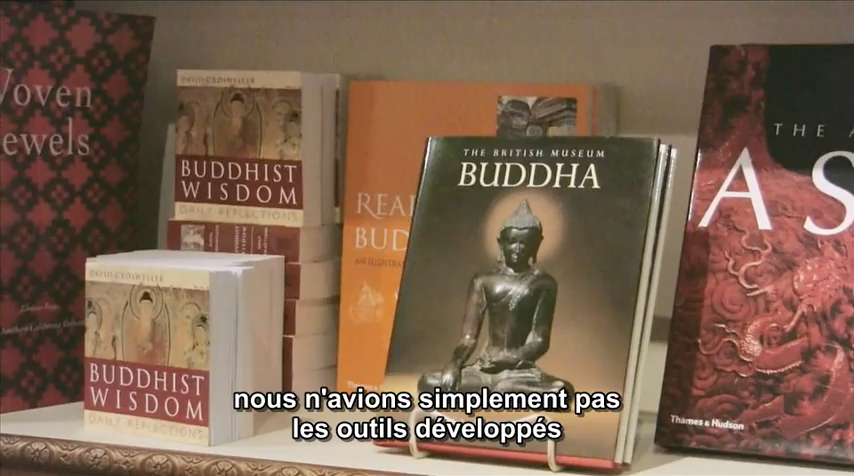 Woven
Jewels
DAVID CROSWELLER
BUDDHIST
WISDOM
DAILY REFLECTIONS
DAVID CROSWELLER
BUDDHIST
WISDOM
DAILY REFLECTIONS
REA
BUD
THE BRITISH MUSEUM
BUDDHA
THE A
AS
Thames & Hudson
nous n'avions simplement pas
les outils développés